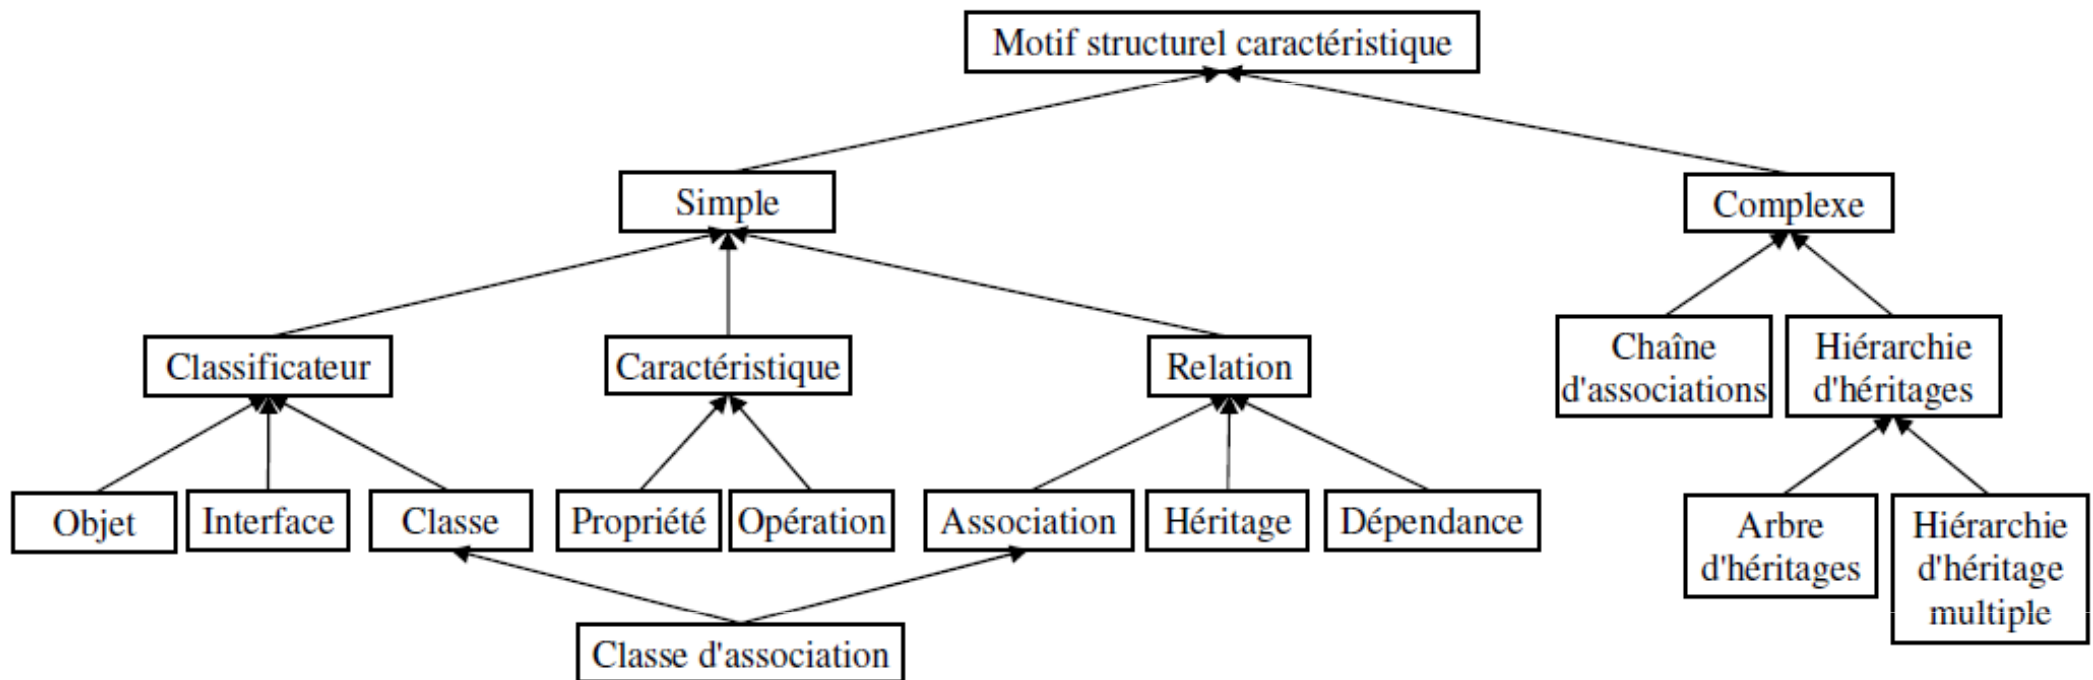 Motif structurel caractéristique
Simple
Complexe
Classificateur
Caractéristique
Relation
Chaîne
d'associations
Hiérarchie
d'héritages
Objet
Interface
Classe
Propriété
Opération
Association
Héritage
Dépendance
Arbre
d'héritages
Hiérarchie
d'héritage
multiple
Classe d'association